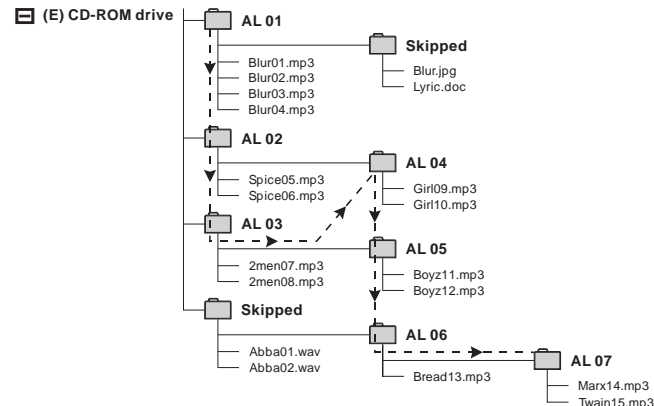 (E) CD-ROM drive
AL 01
Skipped
Blur01.mp3
Blur02.mp3
Blur03.mp3
Blur04.mp3
Blur.jpg
Lyric.doc
AL 02
AL 04
Spice05.mp3
Spice06.mp3
Girl09.mp3
Girl10.mp3
AL 03
AL 05
2men07.mp3
2men08.mp3
Boyz11.mp3
Boyz12.mp3
Skipped
AL 06
Abba01.wav
Abba02.wav
Bread13.mp3
AL 07
Marx14.mp3
Twain15.mp3